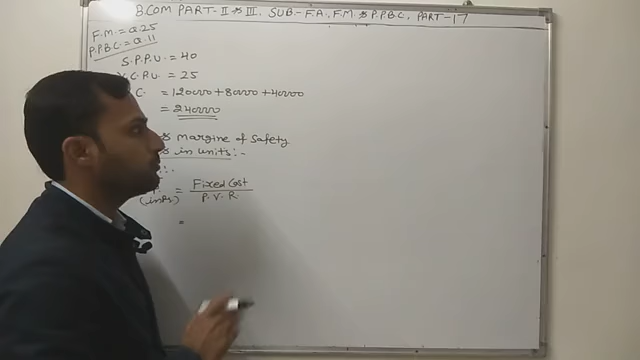 B.COM PART-II & III. SUB-F.A, F.M & P.P.B.C, PART-17
F.M. = Q.25
P.P.B.C. = Q.11
S.P.P.U. = 40
V.C.P.U. = 25
C. = 120000 + 80000 + 40000
= 240000
& Margine of Safety
in units :-
= Fixed Cost
(in Rs.) P.V.R.
=